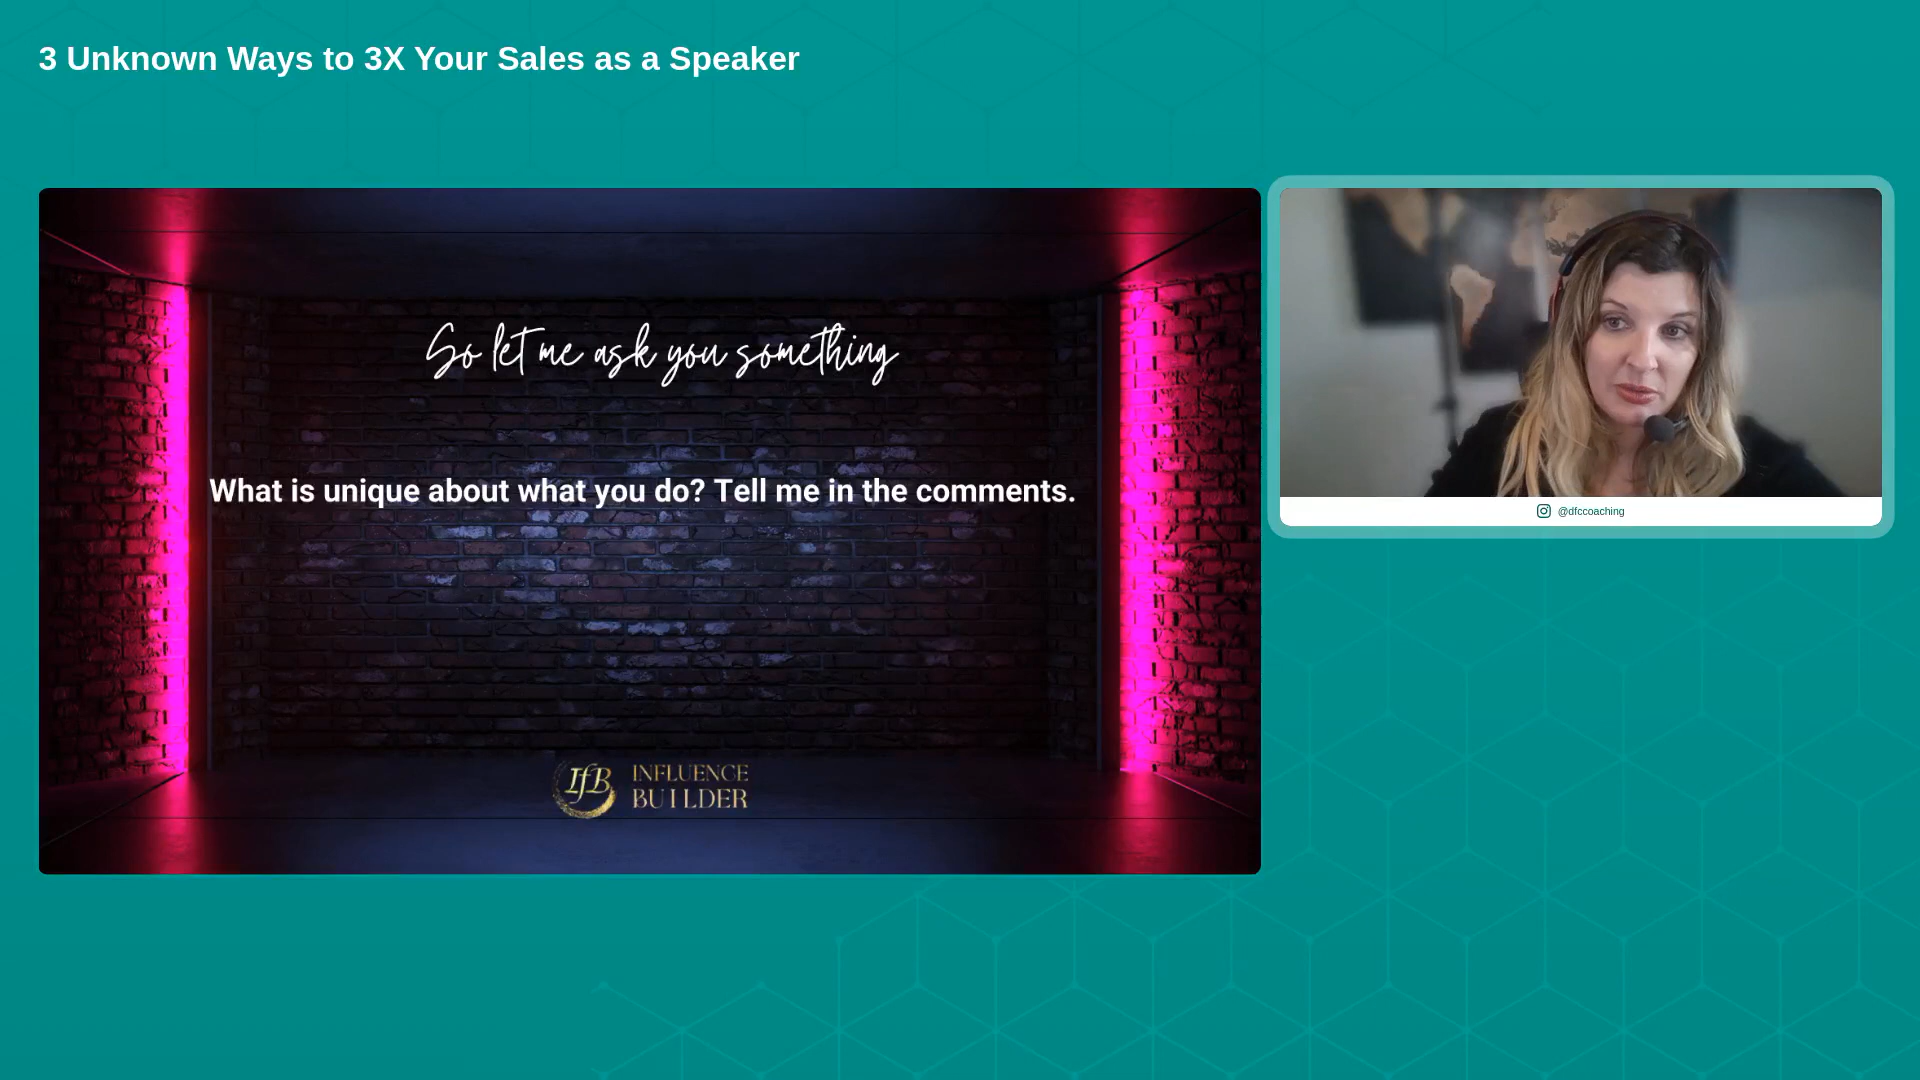 3 Unknown Ways to 3X Your Sales as a Speaker
So let me ask you something
What is unique about what you do? Tell me in the comments.
IfB
INFLUENCE
BUILDER
@dfccoaching